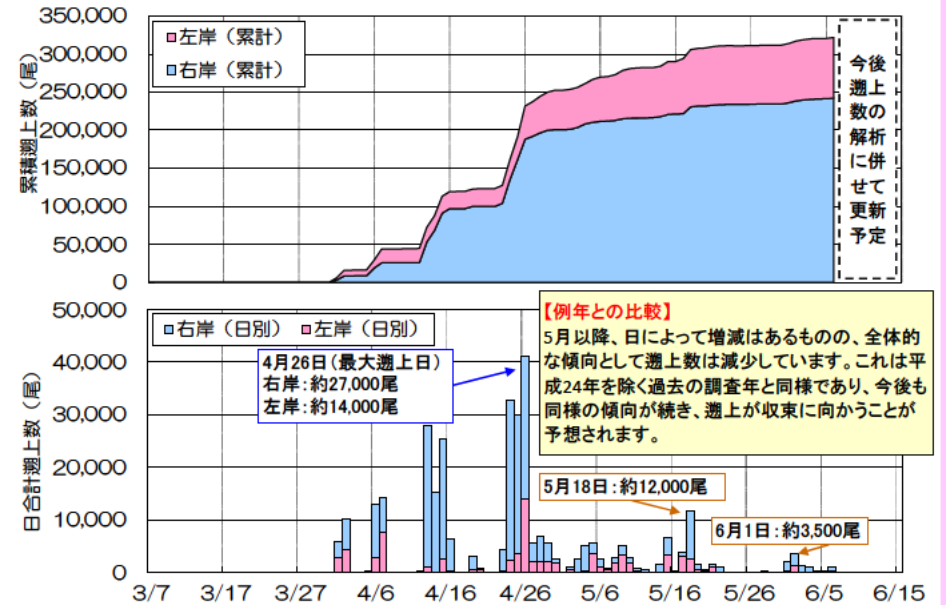 350,000
300,000
250,000
200,000
150,000
100,000
50,000
0
累積遡上数（尾）
左岸（累計）
右岸（累計）
今後
遡上
数の
解析
に併
せて
更新
予定
50,000
40,000
30,000
20,000
10,000
0
日合計遡上数（尾）
右岸（日別） 左岸（日別）
4月26日（最大遡上日）
右岸：約27,000尾
左岸：約14,000尾
【例年との比較】
5月以降、日によって増減はあるものの、全体的
な傾向として遡上数は減少しています。これは平
成24年を除く過去の調査年と同様であり、今後も
同様の傾向が続き、遡上が収束に向かうことが
予想されます。
5月18日：約12,000尾
6月1日：約3,500尾
3/7 3/17 3/27 4/6 4/16 4/26 5/6 5/16 5/26 6/5 6/15